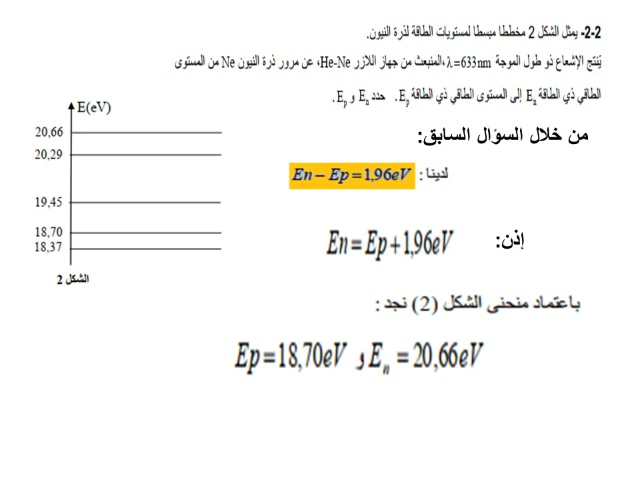 2-2- يمثل الشكل 2 مخططا مبسطا لمستويات الطاقة لذرة النيون.
يُنتج الإشعاع ذو طول الموجة λ=633nm ،المنبعث من جهاز اللازر He-Ne، عن مرور ذرة النيون Ne من المستوى
الطاقي ذي الطاقة En إلى المستوى الطاقي ذي الطاقة Ep. حدد En و Ep.
من خلال السؤال السابق:
لدينا : En – Ep = 1,96eV
إذن: En = Ep+1,96eV
باعتماد منحنى الشكل (2) نجد :
Ep=18,70eV و En = 20,66eV
E(eV)
20,66
20,29
19,45
18,70
18,37
الشكل 2